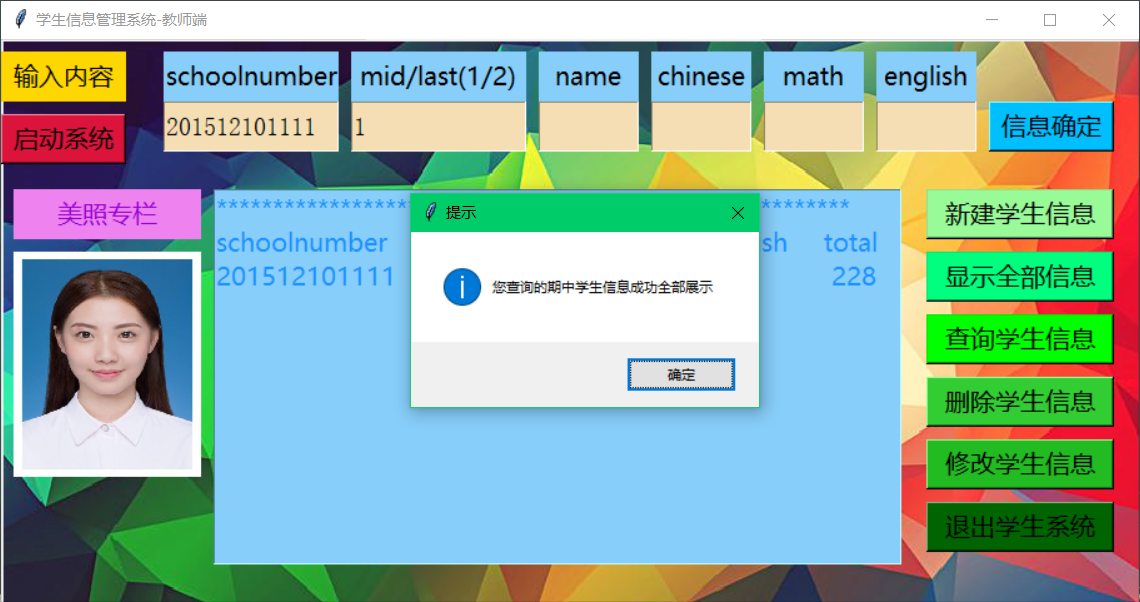 学生信息管理系统-教师端
输入内容
schoolnumber mid/last(1/2) name chinese math english
启动系统
201512101111 1
信息确定
美照专栏
*****************
********
提示
新建学生信息
schoolnumber
sh total
201512101111
228
您查询的期中学生信息成功全部展示
显示全部信息
查询学生信息
确定
删除学生信息
修改学生信息
退出学生系统